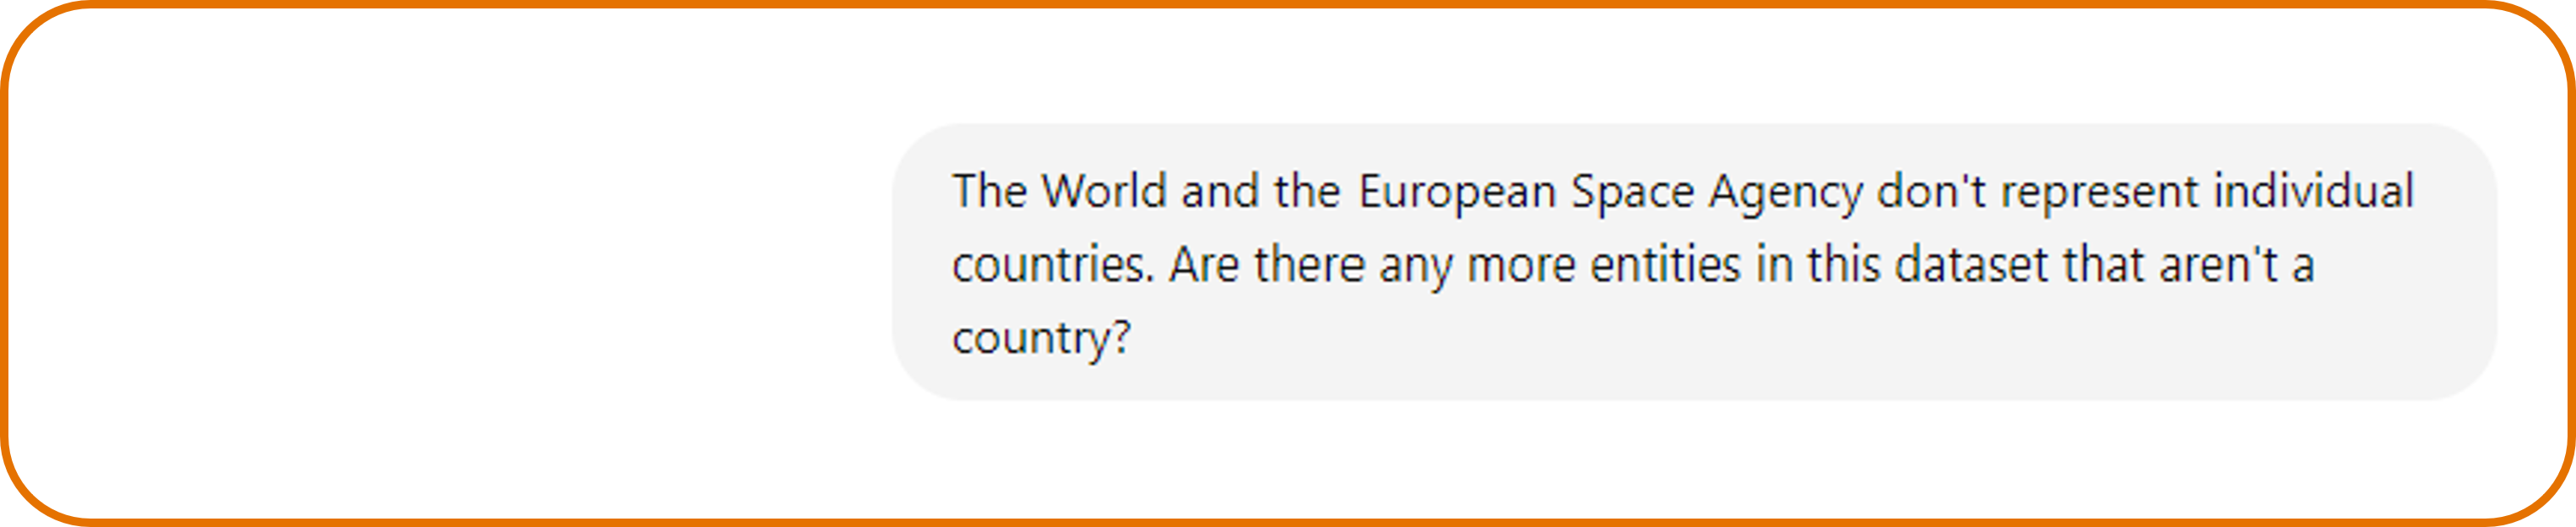 The World and the European Space Agency don't represent individual
countries. Are there any more entities in this dataset that aren't a
country?